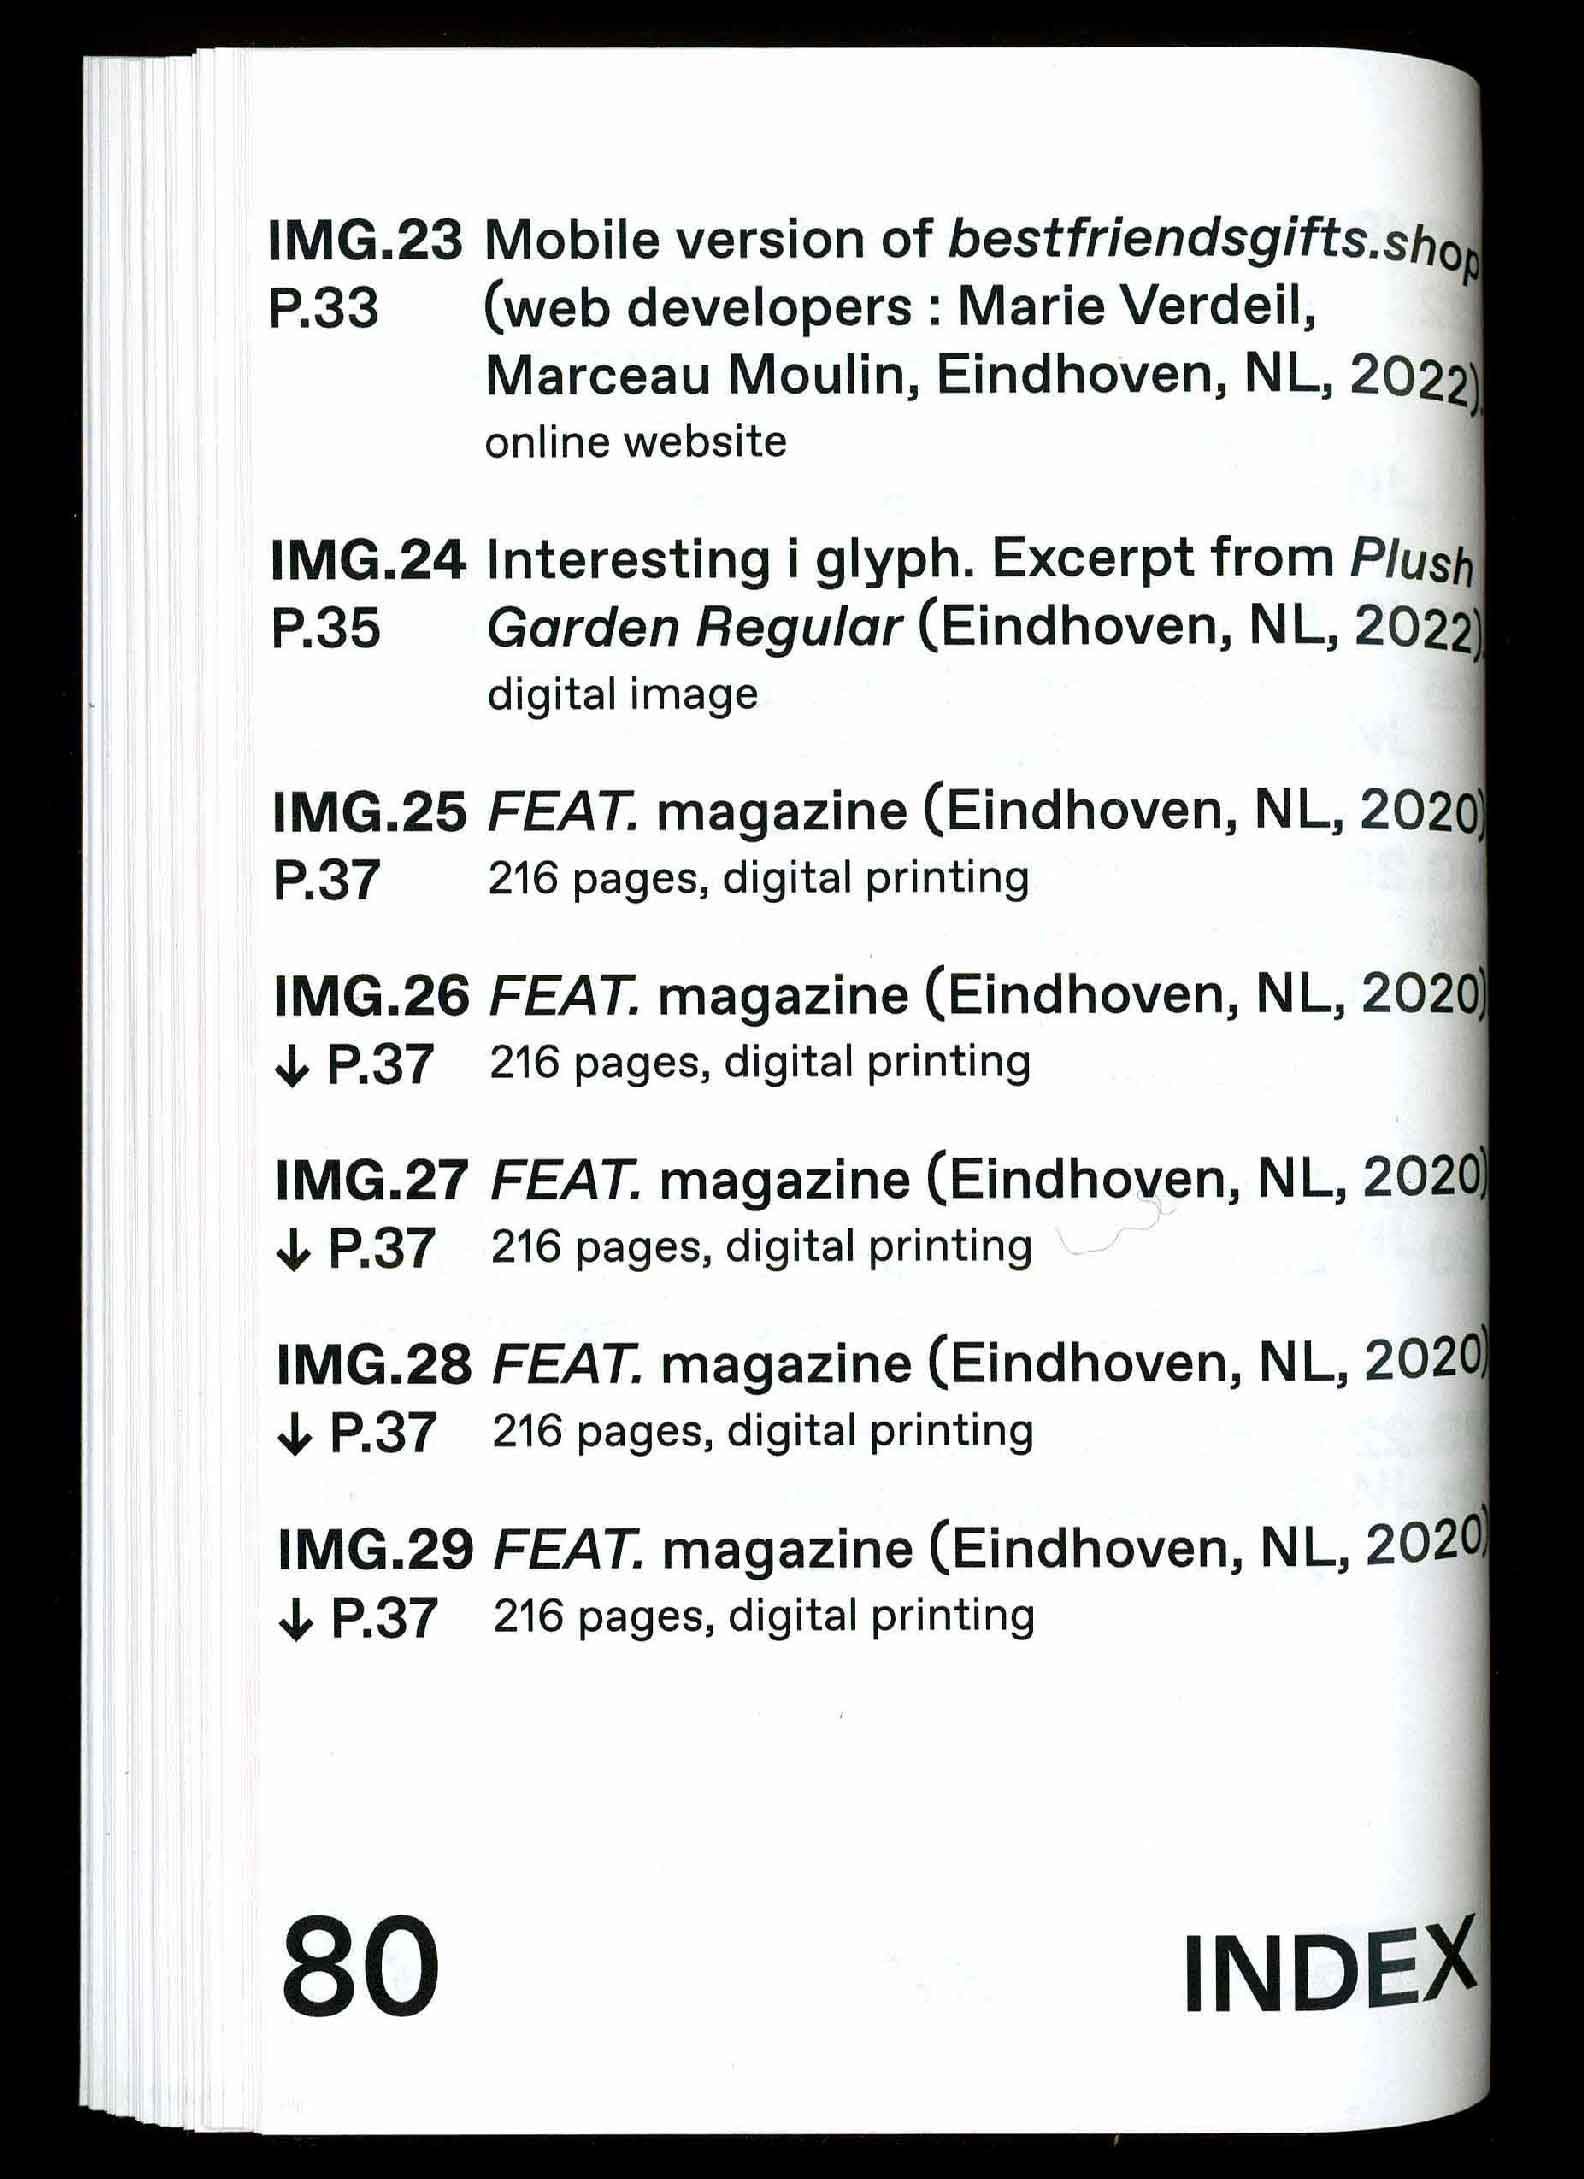 IMG.23 Mobile version of bestfriendsgifts.shop
P.33 (web developers : Marie Verdeil,
Marceau Moulin, Eindhoven, NL, 2022).
online website
IMG.24 Interesting i glyph. Excerpt from Plush
P.35 Garden Regular (Eindhoven, NL, 2022)
digital image
IMG.25 FEAT. magazine (Eindhoven, NL, 2020)
P.37 216 pages, digital printing
IMG.26 FEAT. magazine (Eindhoven, NL, 2020)
↓ P.37 216 pages, digital printing
IMG.27 FEAT. magazine (Eindhoven, NL, 2020)
↓ P.37 216 pages, digital printing
IMG.28 FEAT. magazine (Eindhoven, NL, 2020)
↓ P.37 216 pages, digital printing
IMG.29 FEAT. magazine (Eindhoven, NL, 2020)
↓ P.37 216 pages, digital printing
80 INDEX